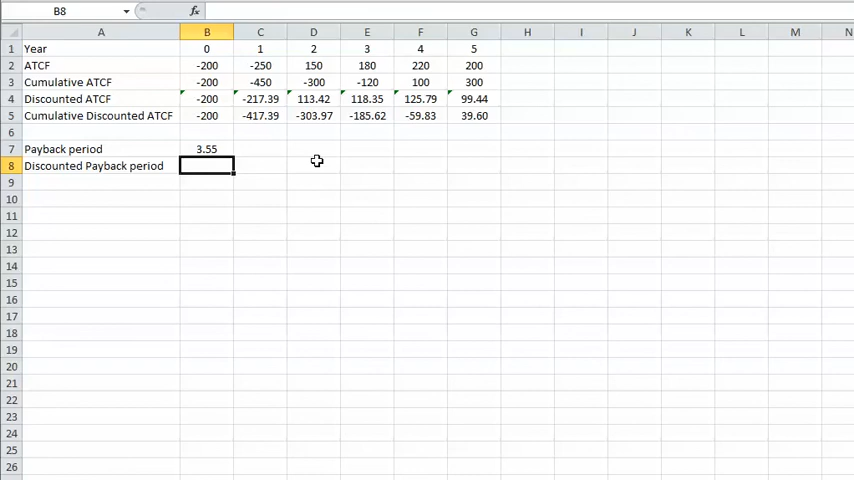 B8 fx
A B C D E F G H I J K L M N
1 Year 0 1 2 3 4 5
2 ATCF -200 -250 150 180 220 200
3 Cumulative ATCF -200 -450 -300 -120 100 300
4 Discounted ATCF -200 -217.39 113.42 118.35 125.79 99.44
5 Cumulative Discounted ATCF -200 -417.39 -303.97 -185.62 -59.83 39.60
6
7 Payback period 3.55
8 Discounted Payback period
9
10
11
12
13
14
15
16
17
18
19
20
21
22
23
24
25
26